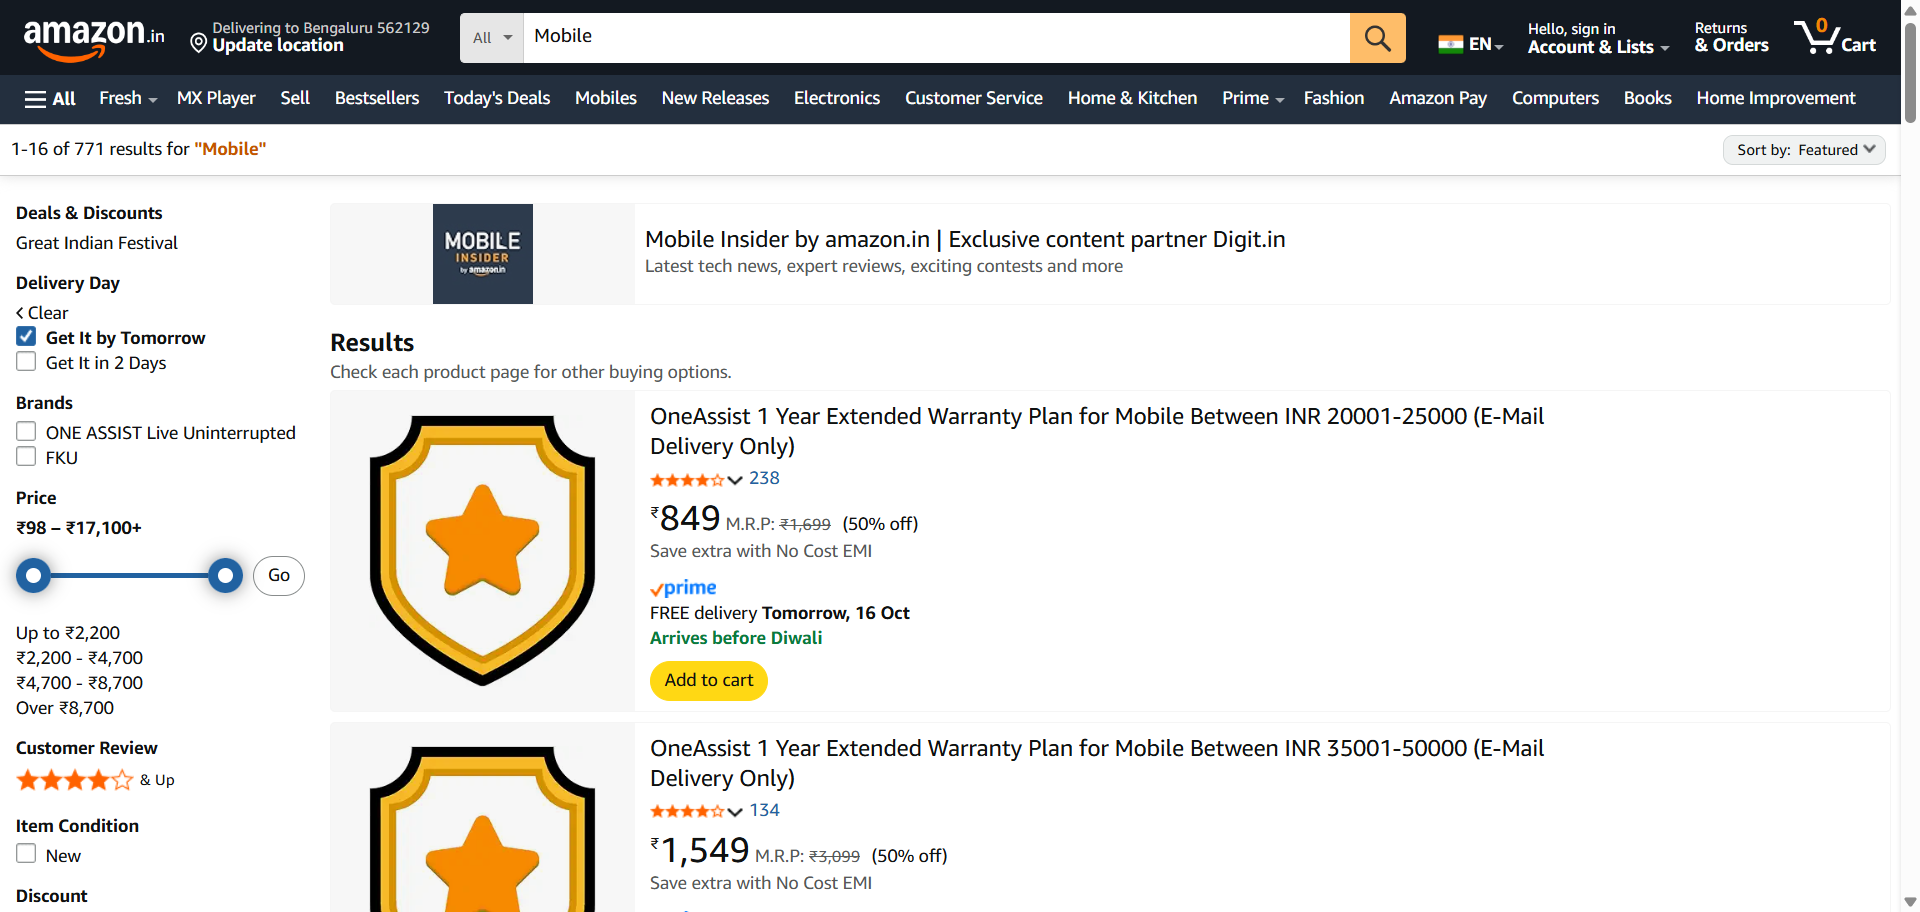 amazon.in
Delivering to Bengaluru 562129
Update location
All
Mobile
EN
Hello, sign in
Account & Lists
Returns
& Orders
0
Cart
All
Fresh
MX Player
Sell
Bestsellers
Today's Deals
Mobiles
New Releases
Electronics
Customer Service
Home & Kitchen
Prime
Fashion
Amazon Pay
Computers
Books
Home Improvement
1-16 of 771 results for "Mobile"
Sort by: Featured
Deals & Discounts
Great Indian Festival
Delivery Day
Clear
Get It by Tomorrow
Get It in 2 Days
Brands
ONE ASSIST Live Uninterrupted
FKU
Price
₹98 – ₹17,100+
Go
Up to ₹2,200
₹2,200 - ₹4,700
₹4,700 - ₹8,700
Over ₹8,700
Customer Review
& Up
Item Condition
New
Discount
MOBILE
INSIDER
by amazon.in
Mobile Insider by amazon.in | Exclusive content partner Digit.in
Latest tech news, expert reviews, exciting contests and more
Results
Check each product page for other buying options.
OneAssist 1 Year Extended Warranty Plan for Mobile Between INR 20001-25000 (E-Mail
Delivery Only)
238
₹849 M.R.P: ₹1,699 (50% off)
Save extra with No Cost EMI
prime
FREE delivery Tomorrow, 16 Oct
Arrives before Diwali
Add to cart
OneAssist 1 Year Extended Warranty Plan for Mobile Between INR 35001-50000 (E-Mail
Delivery Only)
134
₹1,549 M.R.P: ₹3,099 (50% off)
Save extra with No Cost EMI